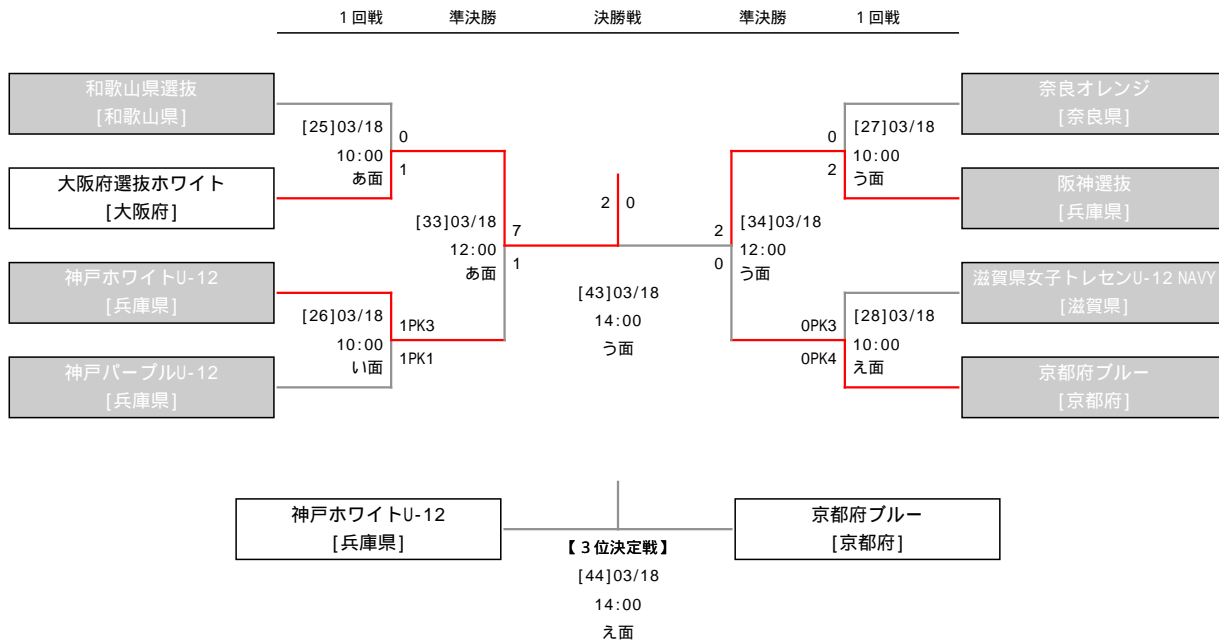 1回戦 準決勝 決勝戦 準決勝 1回戦
和歌山県選抜
[和歌山県]
大阪府選抜ホワイト
[大阪府]
神戸ホワイトU-12
[兵庫県]
神戸パープルU-12
[兵庫県]
[25]03/18
10:00
あ面
0
1
[26]03/18
10:00
い面
1PK3
1PK1
[33]03/18
12:00
あ面
7
1
2 0
[43]03/18
14:00
う面
2
0
[34]03/18
12:00
う面
0
2
[27]03/18
10:00
う面
0PK3
0PK4
[28]03/18
10:00
え面
奈良オレンジ
[奈良県]
阪神選抜
[兵庫県]
滋賀県女子トレセンU-12 NAVY
[滋賀県]
京都府ブルー
[京都府]
神戸ホワイトU-12
[兵庫県]
京都府ブルー
[京都府]
【3位決定戦】
[44]03/18
14:00
え面